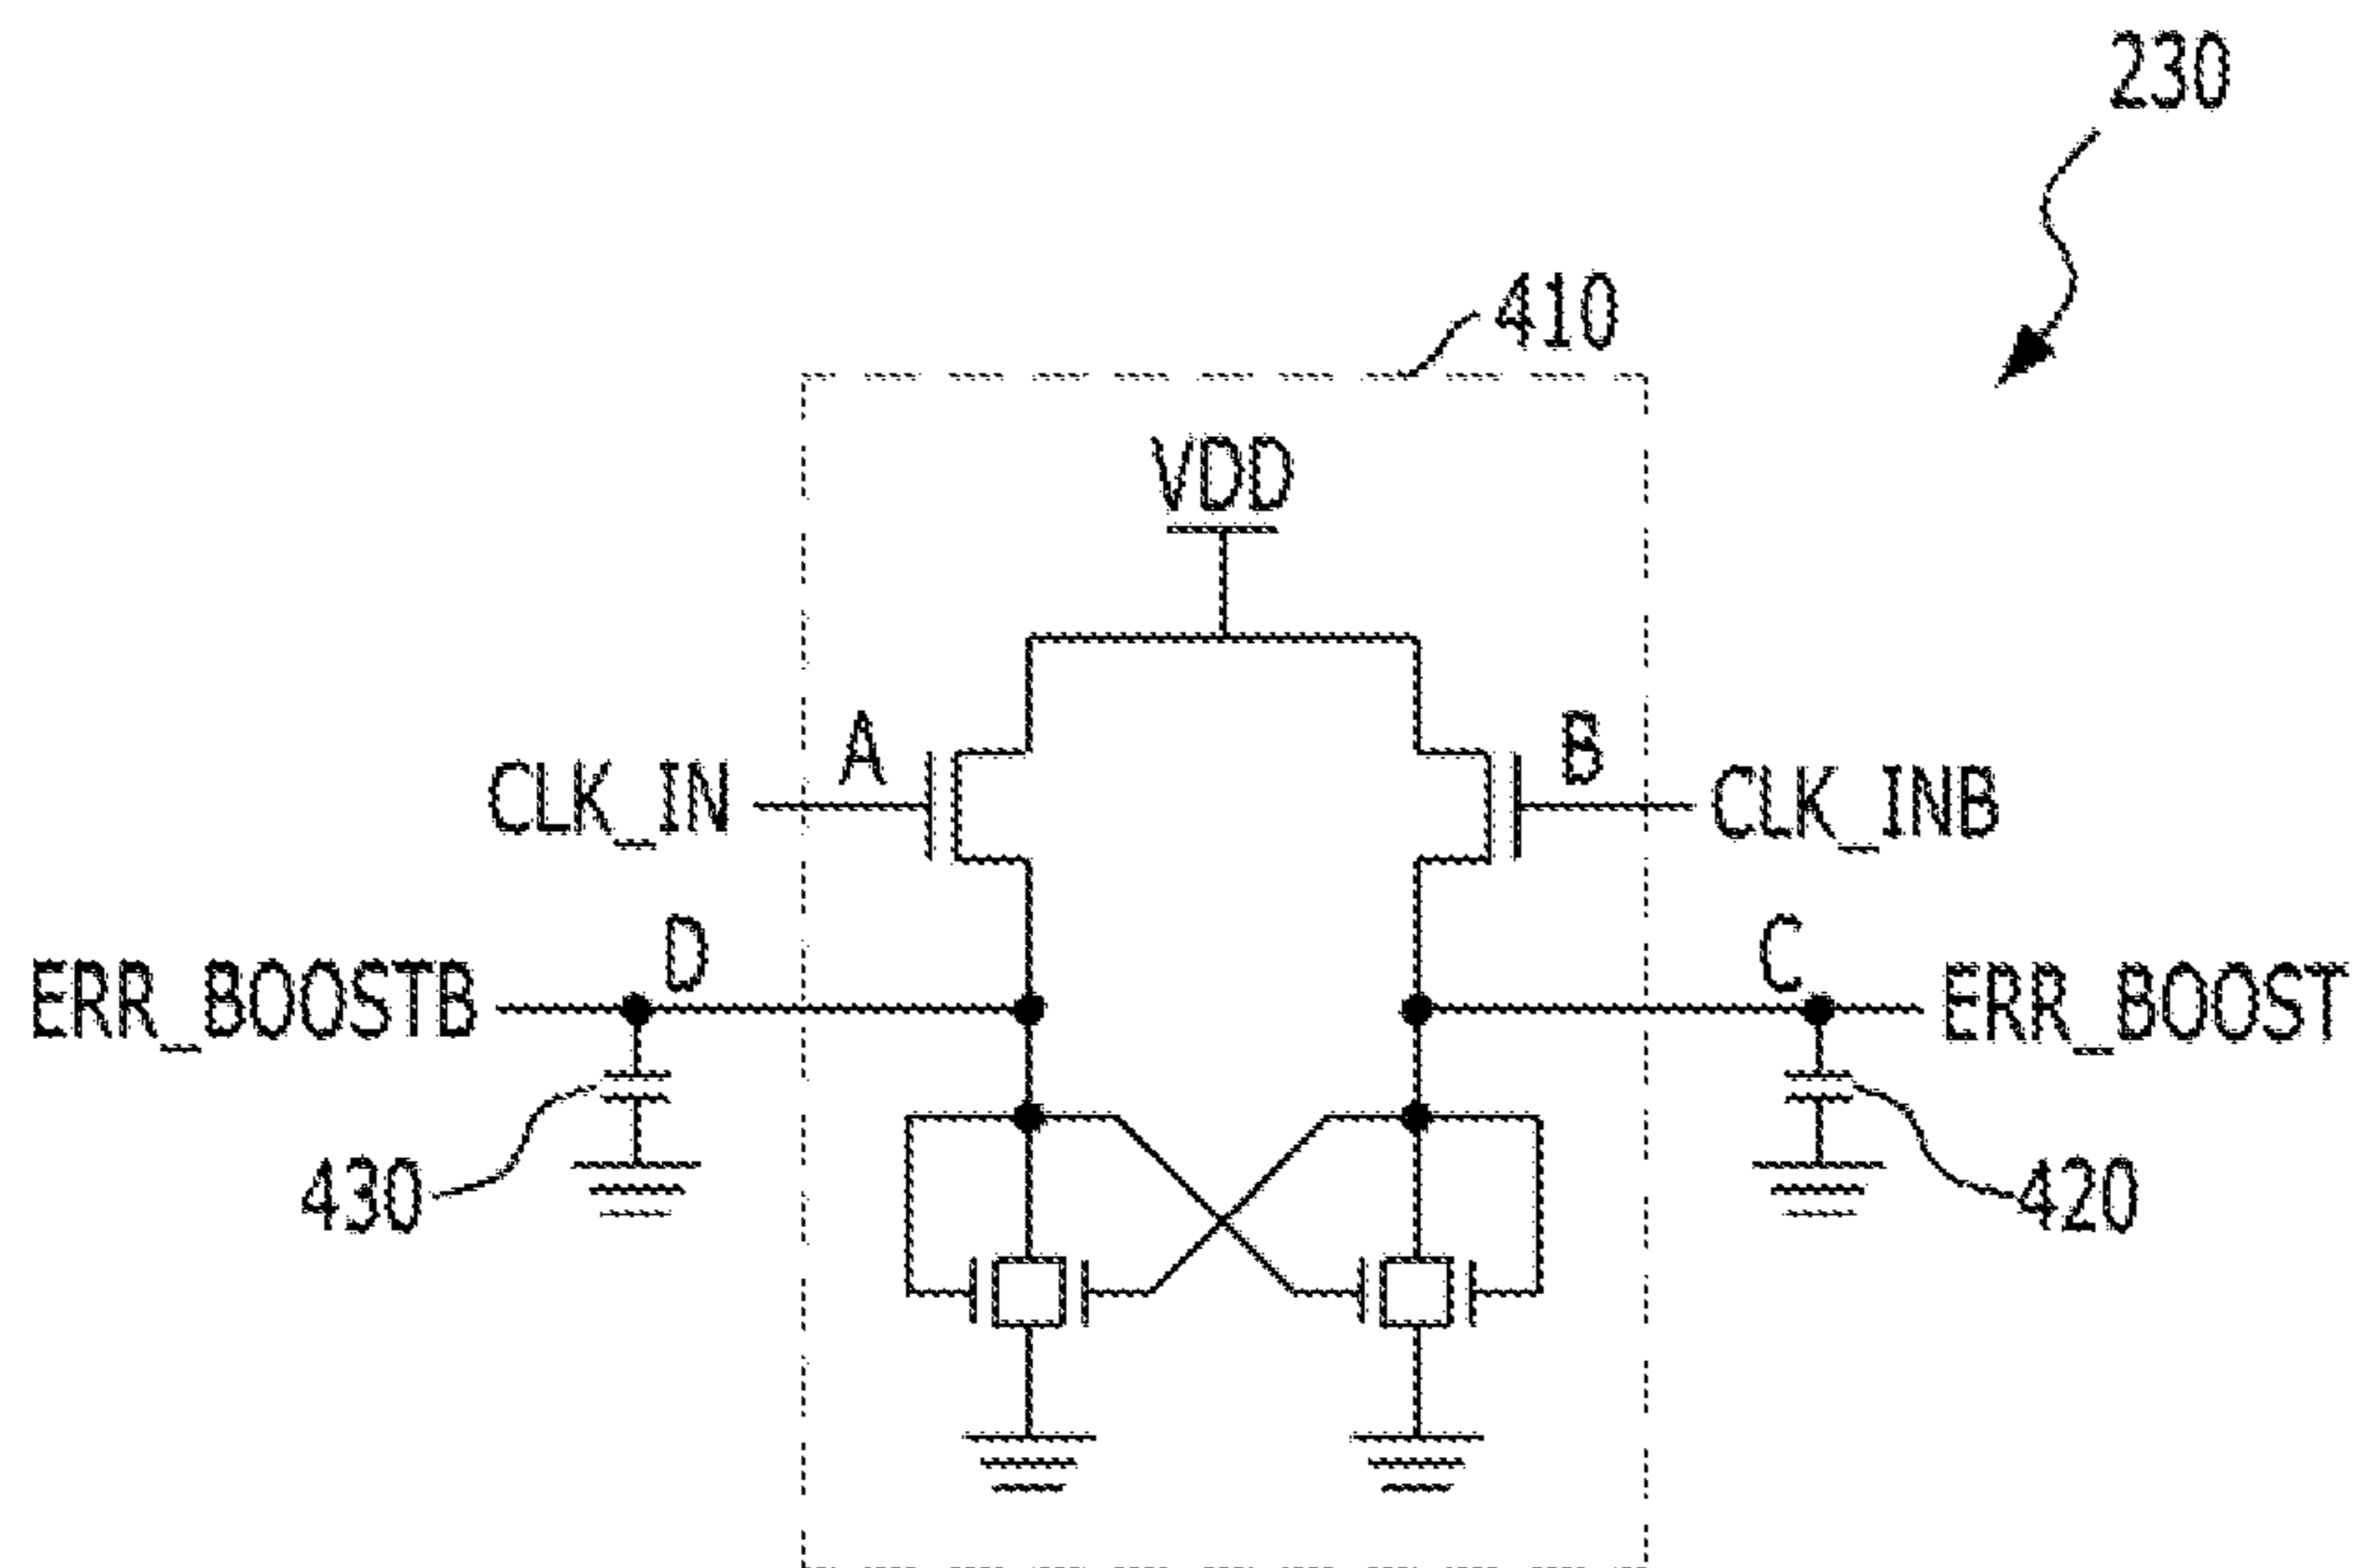 230
410
VDD
A
B
CLK_IN
CLK_INB
D
C
ERR_BOOSTB
ERR_BOOST
430
420